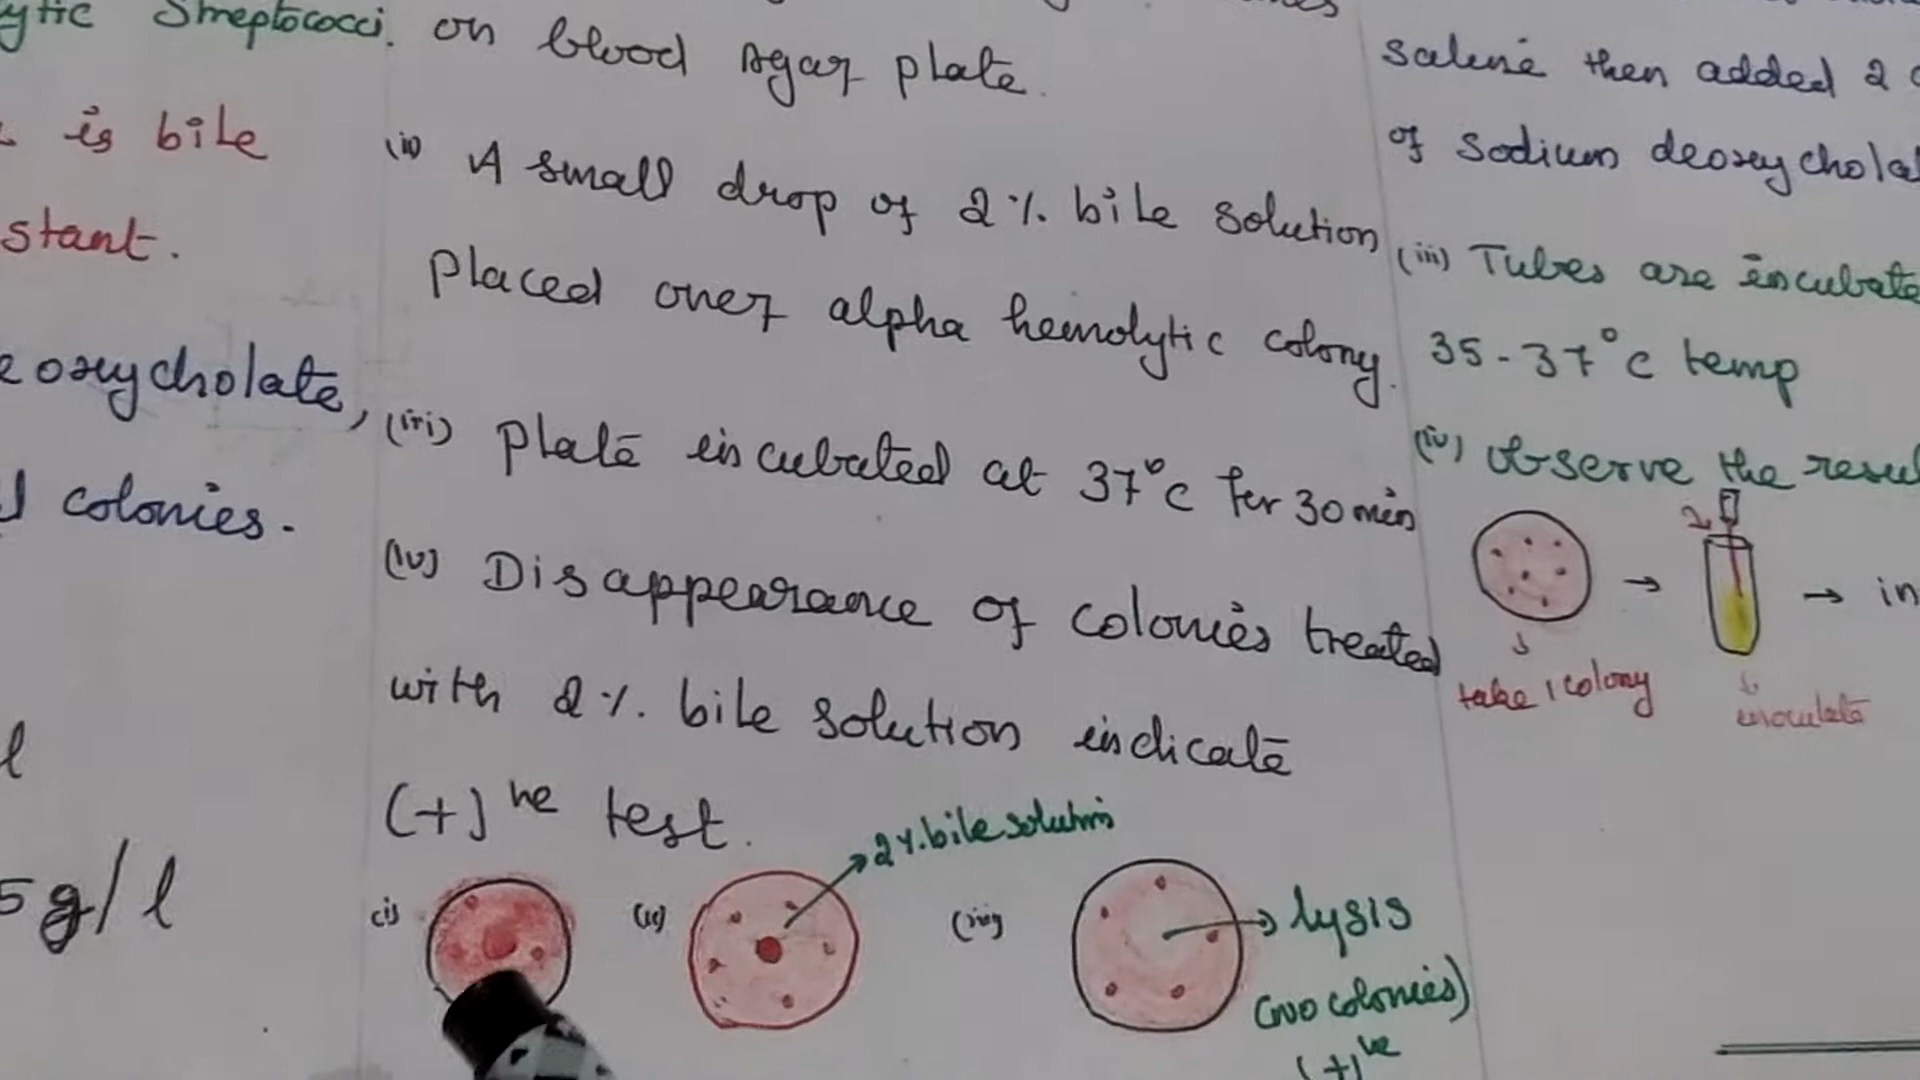 ytic Streptococci.
is bile
stant.
eoxycholate,
colonies.
l
5g/l
on blood Agar plate.
(ii) A small drop of 2% bile solution
placed over alpha hemolytic colony.
(iii) Plate incubated at 37°c for 30 min
(iv) Disappearance of colonies treated
with 2%. bile solution indicate
(+)ve test.
2%.bile solution
(i) (ii) (iii)
lysis
(no colonies)
(+)ve
saline then added 2
of sodium deoxycholat
(iii) Tubes are incubate
35-37°c temp
(iv) Observe the resul
→ → in
take 1 colony
inoculate